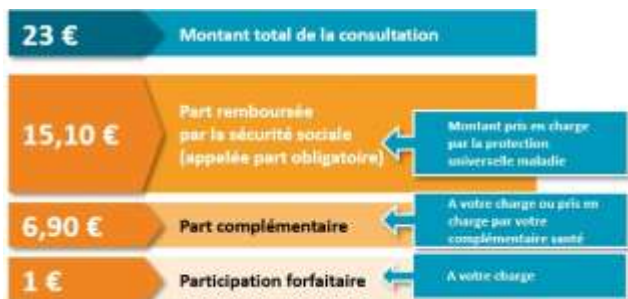 23 €
Montant total de la consultation
15,10 €
Part remboursée
par la sécurité sociale
(appelée part obligatoire)
Montant pris en charge
par la protection
universelle maladie
6,90 €
Part complémentaire
A votre charge ou pris en
charge par votre
complémentaire santé
1 €
Participation forfaitaire
A votre charge